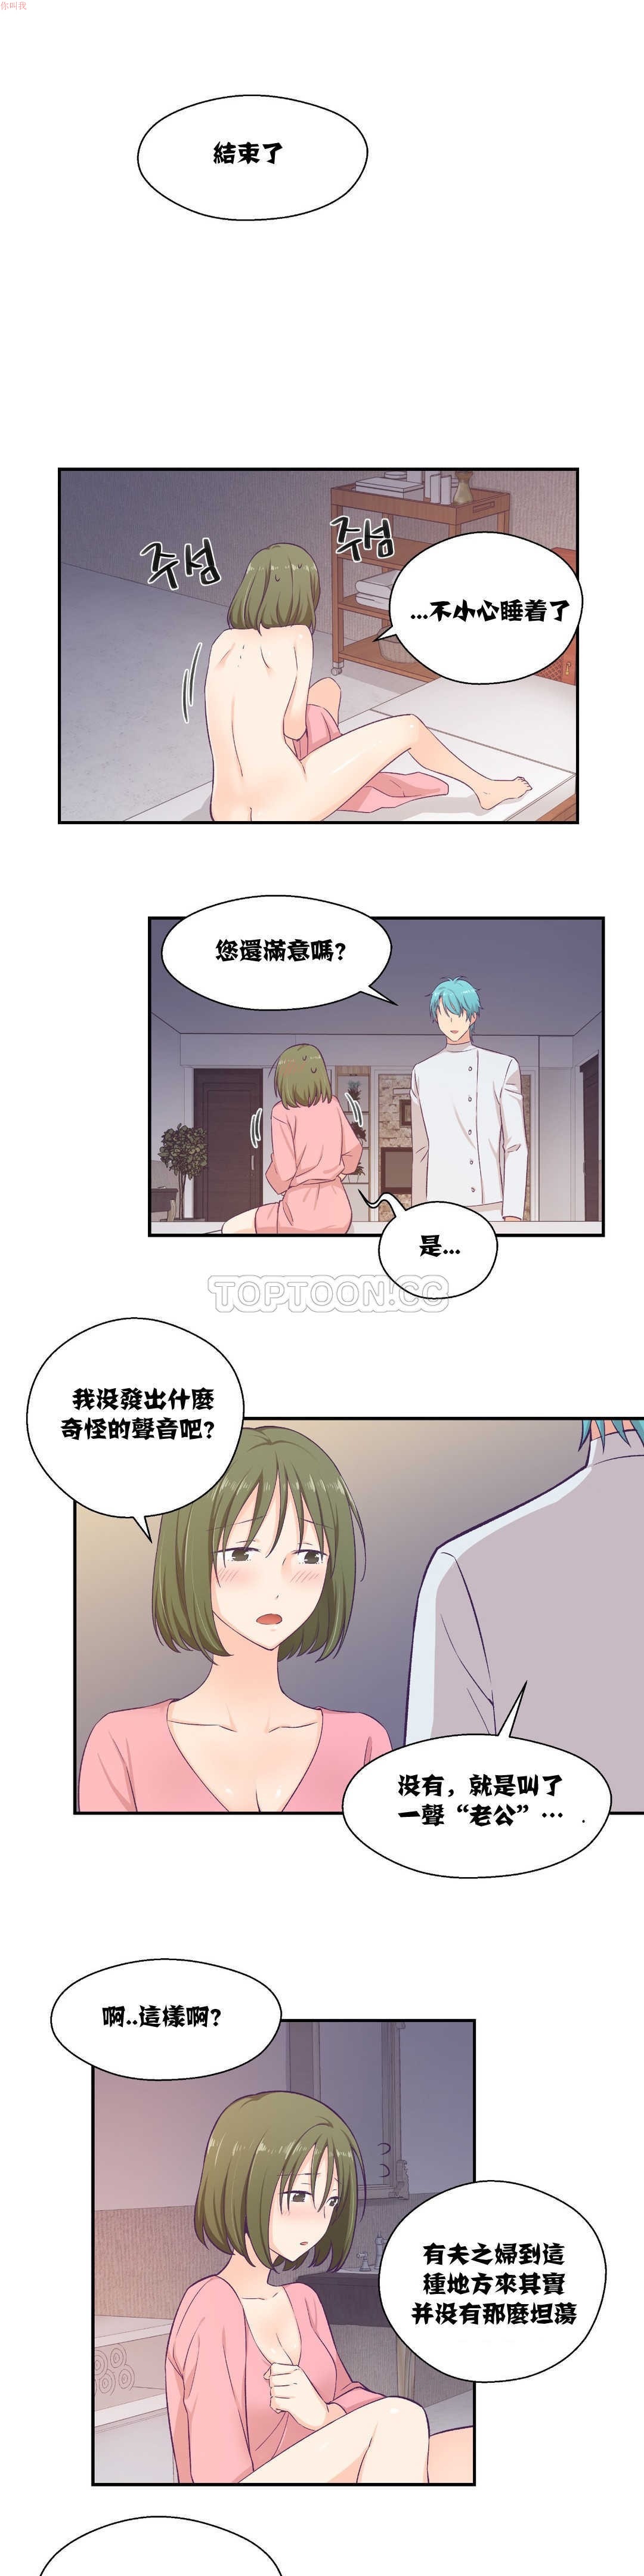 你叫我
結束了
주섬
주섬
...不小心睡着了
您還滿意嗎?
是...
TOPTOON!CC
我没發出什麼
奇怪的聲音吧?
没有，就是叫了
一聲“老公”… .
啊..這樣啊?
有夫之婦到這
種地方來其實
并没有那麼坦蕩